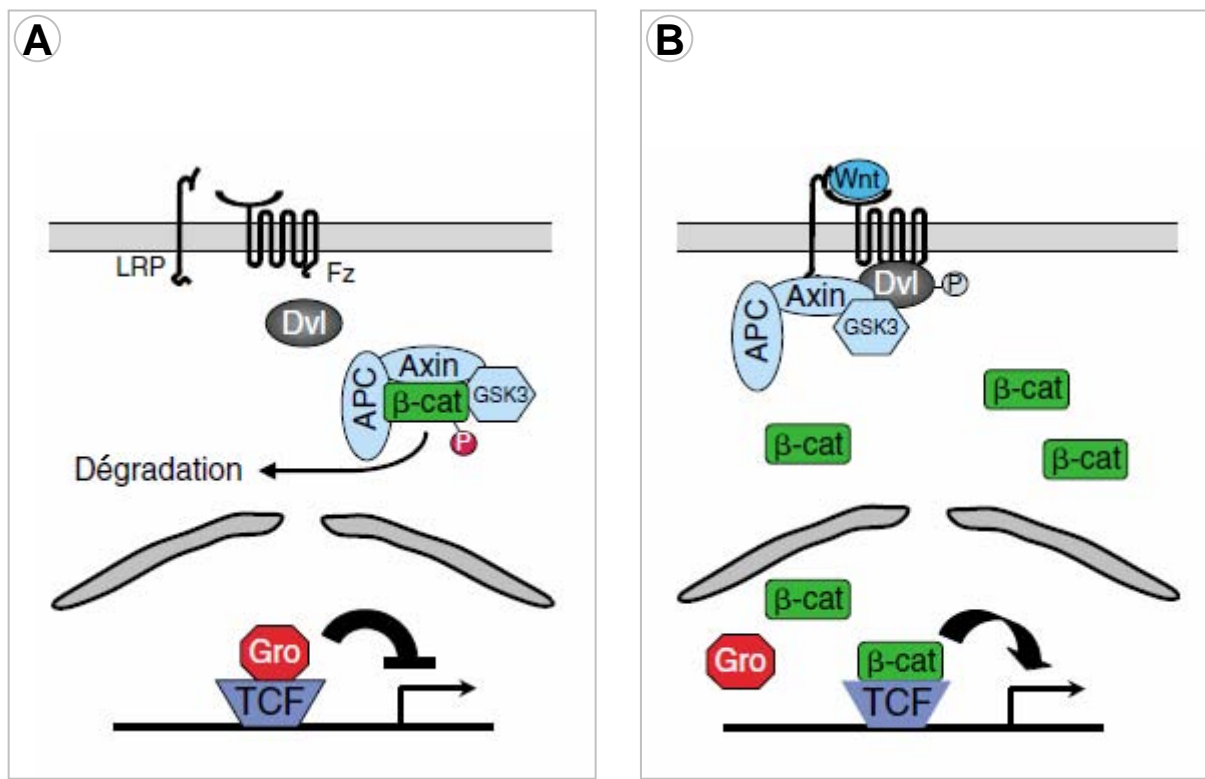 A
LRP
Fz
Dvl
Axin
APC
β-cat
GSK3
P
Dégradation
Gro
TCF
B
Wnt
Dvl
P
Axin
APC
GSK3
β-cat
β-cat
β-cat
β-cat
Gro
β-cat
TCF